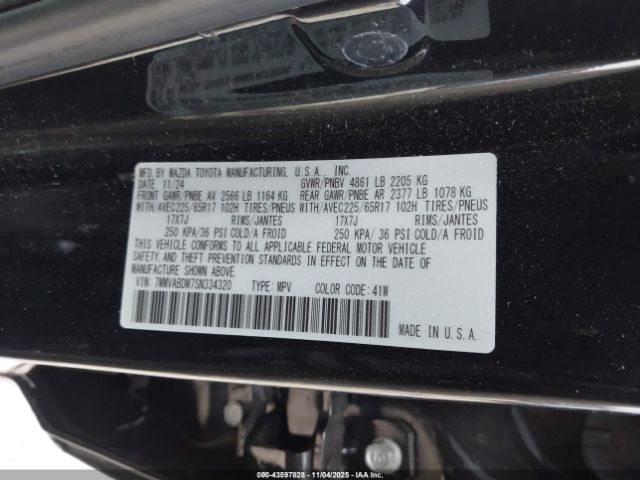 MFD. BY MAZDA TOYOTA MANUFACTURING, U.S.A., INC.
DATE 11/24 GVWR/PNBV 4861 LB 2205 KG
FRONT GAWR/PNBE AV 2566 LB 1164 KG REAR GAWR/PNBE AR 2377 LB 1078 KG
WITH/AVEC225/65R17 102H TIRES/PNEUS WITH/AVEC225/65R17 102H TIRES/PNEUS
17X7J RIMS/JANTES 17X7J RIMS/JANTES
250 KPA/36 PSI COLD/A FROID 250 KPA/36 PSI COLD/A FROID
THIS VEHICLE CONFORMS TO ALL APPLICABLE FEDERAL MOTOR VEHICLE
SAFETY, AND THEFT PREVENTION STANDARDS IN EFFECT ON THE DATE OF
MANUFACTURE SHOWN ABOVE.
VIN: 7MMVABDM7SN334320 TYPE: MPV COLOR CODE: 41W
MADE IN U.S.A.
000-43597828 - 11/04/2025 - IAAI.COM